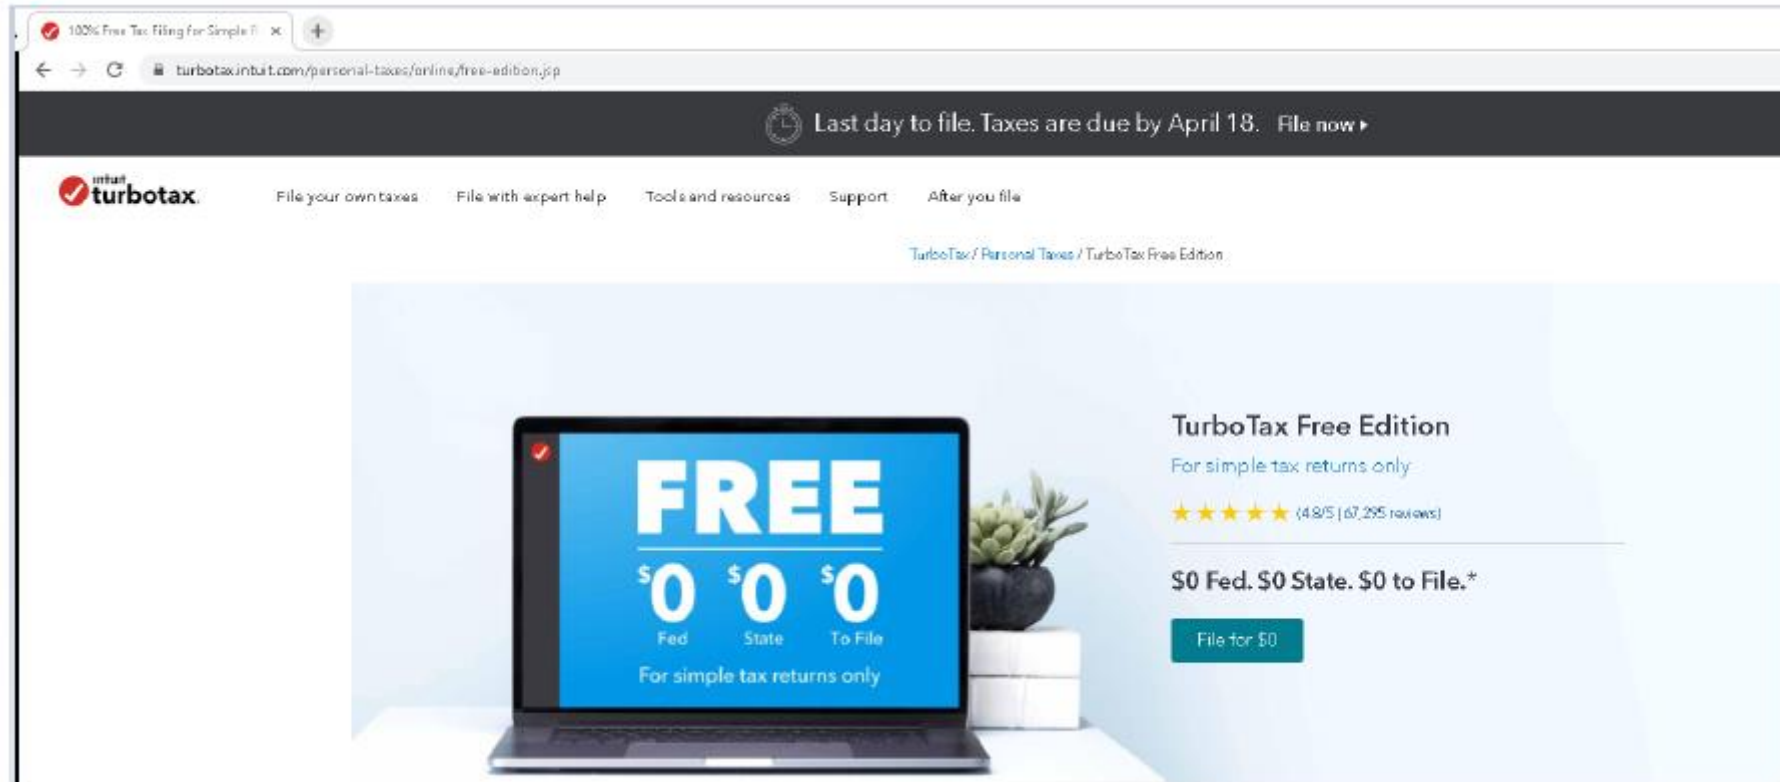 100% Free Tax Filing for Simple R
turbotax.intuit.com/personal-taxes/online/free-edition.jsp
Last day to file. Taxes are due by April 18. File now
intuit
turbotax.
File your own taxes File with expert help Tools and resources Support After you file
TurboTax / Personal Taxes / TurboTax Free Edition
FREE
$0 $0 $0
Fed State To File
For simple tax returns only
TurboTax Free Edition
For simple tax returns only
(4.8/5 | 67,295 reviews)
$0 Fed. $0 State. $0 to File.*
File for $0